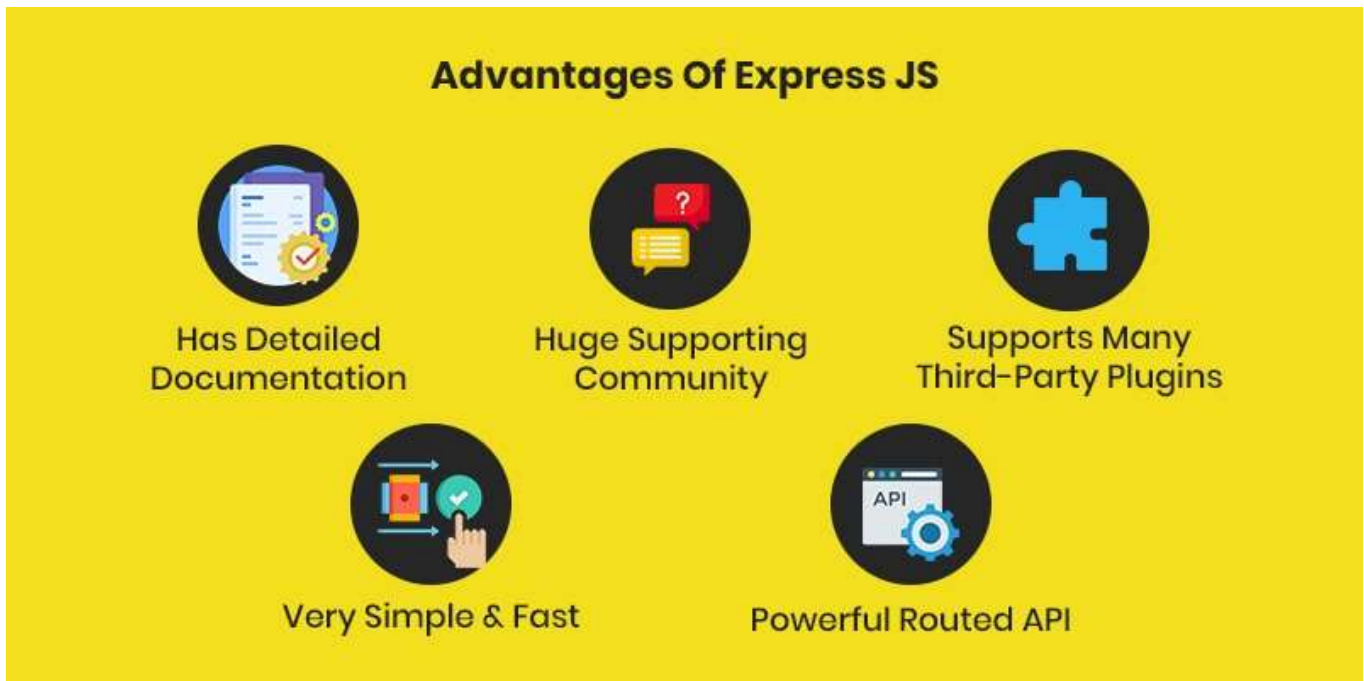 Advantages Of Express JS
?
Has Detailed
Documentation
Huge Supporting
Community
Supports Many
Third-Party Plugins
API
Very Simple & Fast
Powerful Routed API